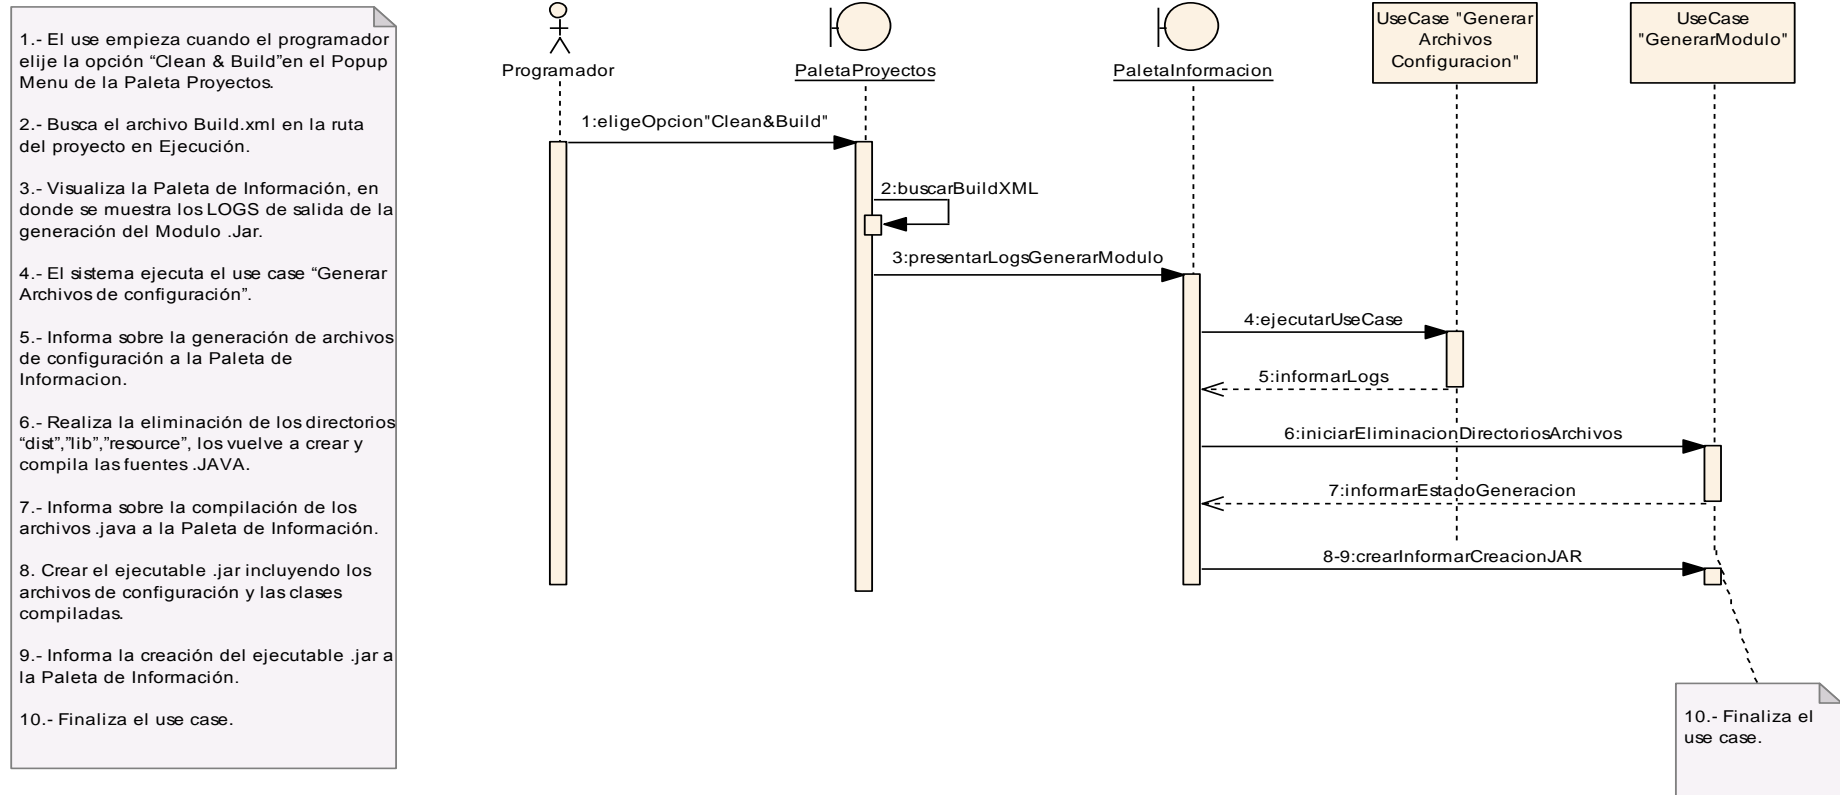 1.- El use empieza cuando el programador
elije la opción “Clean & Build”en el Popup
Menu de la Paleta Proyectos.
2.- Busca el archivo Build.xml en la ruta
del proyecto en Ejecución.
3.- Visualiza la Paleta de Información, en
donde se muestra los LOGS de salida de la
generación del Modulo .Jar.
4.- El sistema ejecuta el use case “Generar
Archivos de configuración”.
5.- Informa sobre la generación de archivos
de configuración a la Paleta de
Informacion.
6.- Realiza la eliminación de los directorios
“dist”,”lib”,”resource”, los vuelve a crear y
compila las fuentes .JAVA.
7.- Informa sobre la compilación de los
archivos .java a la Paleta de Información.
8. Crear el ejecutable .jar incluyendo los
archivos de configuración y las clases
compiladas.
9.- Informa la creación del ejecutable .jar a
la Paleta de Información.
10.- Finaliza el use case.
Programador
PaletaProyectos
PaletaInformacion
UseCase "Generar
Archivos
Configuracion"
UseCase
"GenerarModulo"
1:eligeOpcion"Clean&Build"
2:buscarBuildXML
3:presentarLogsGenerarModulo
4:ejecutarUseCase
5:informarLogs
6:iniciarEliminacionDirectoriosArchivos
7:informarEstadoGeneracion
8-9:crearInformarCreacionJAR
10.- Finaliza el
use case.